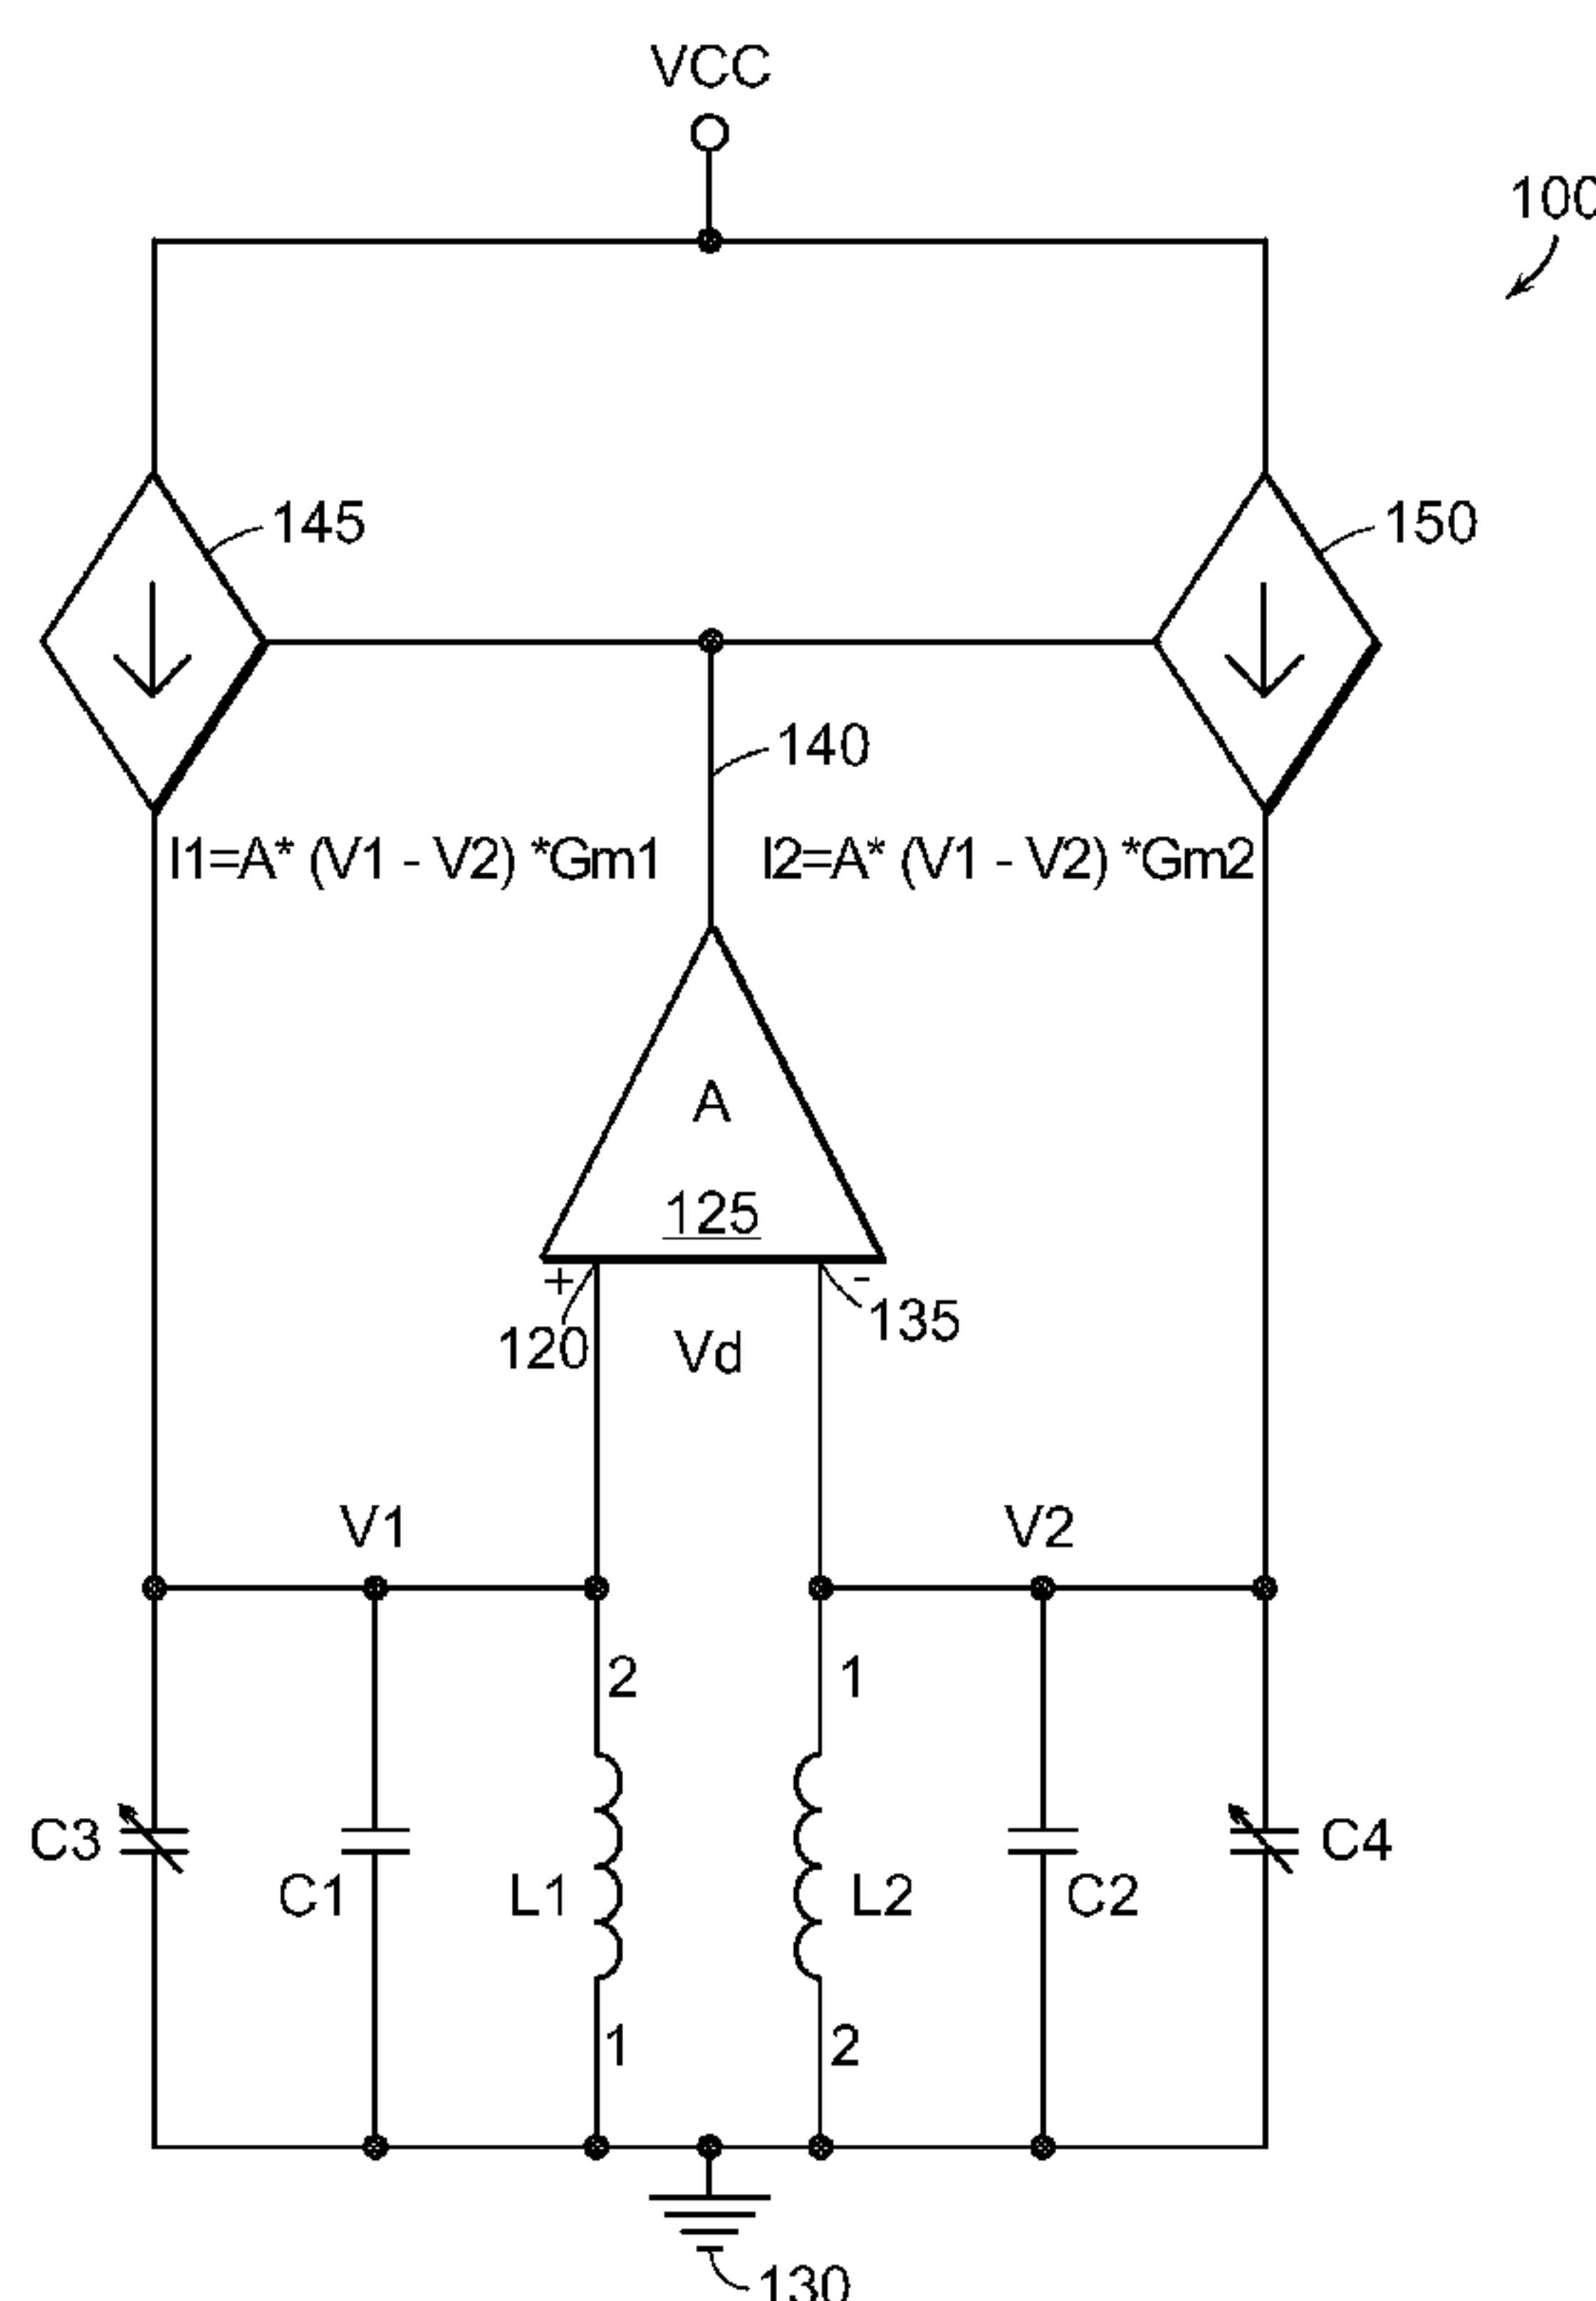 VCC
100
145
150
140
I1=A* (V1 - V2) *Gm1
I2=A* (V1 - V2) *Gm2
A
125
+
-
120
135
Vd
V1
V2
2
1
C3
C1
L1
L2
C2
C4
1
2
130